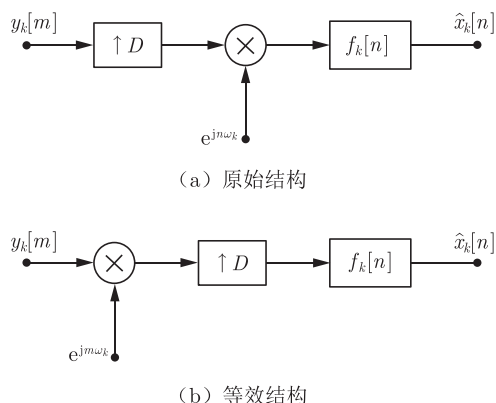 y_k[m]
↑D
×
f_k[n]
x̂_k[n]
e^{jnω_k}
（a）原始结构
y_k[m]
×
↑D
f_k[n]
x̂_k[n]
e^{jmω_k}
（b）等效结构